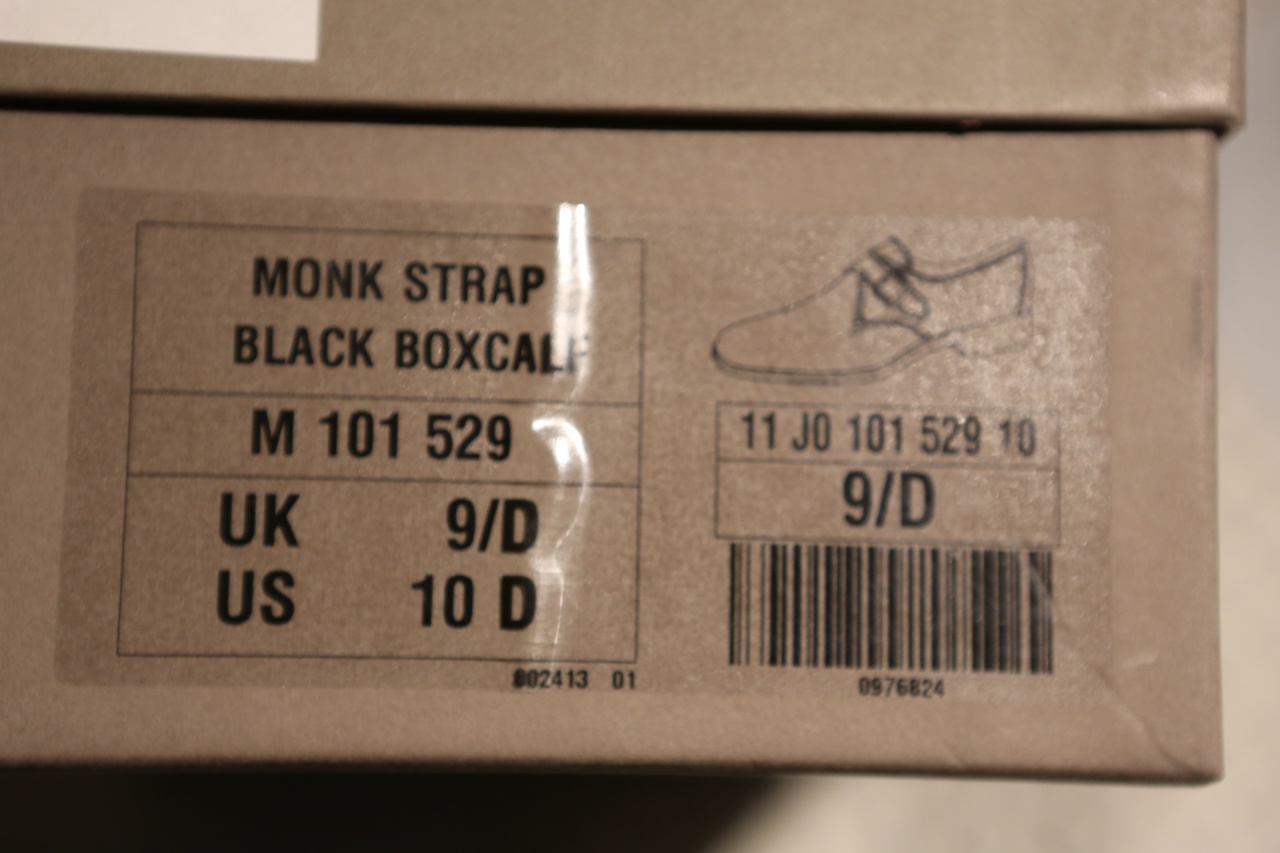 MONK STRAP
BLACK BOXCALF
M 101 529
UK 9/D
US 10 D
802413 01
11 J0 101 529 10
9/D
0976824